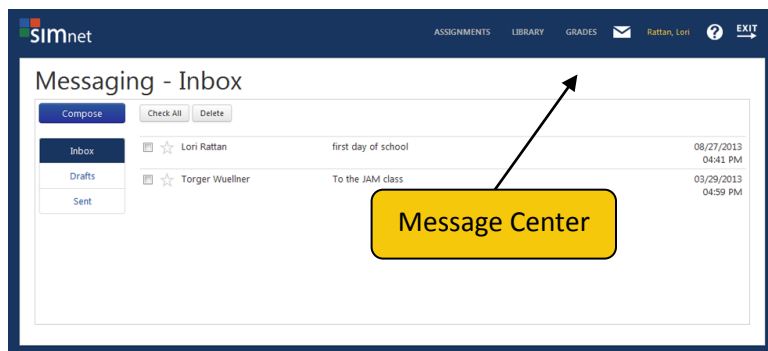 SIMnet
ASSIGNMENTS LIBRARY GRADES Rattan, Lori ? EXIT
Messaging - Inbox
Compose Check All Delete
Inbox Lori Rattan first day of school 08/27/2013
04:41 PM
Drafts Torger Wuellner To the JAM class 03/29/2013
04:59 PM
Sent
Message Center